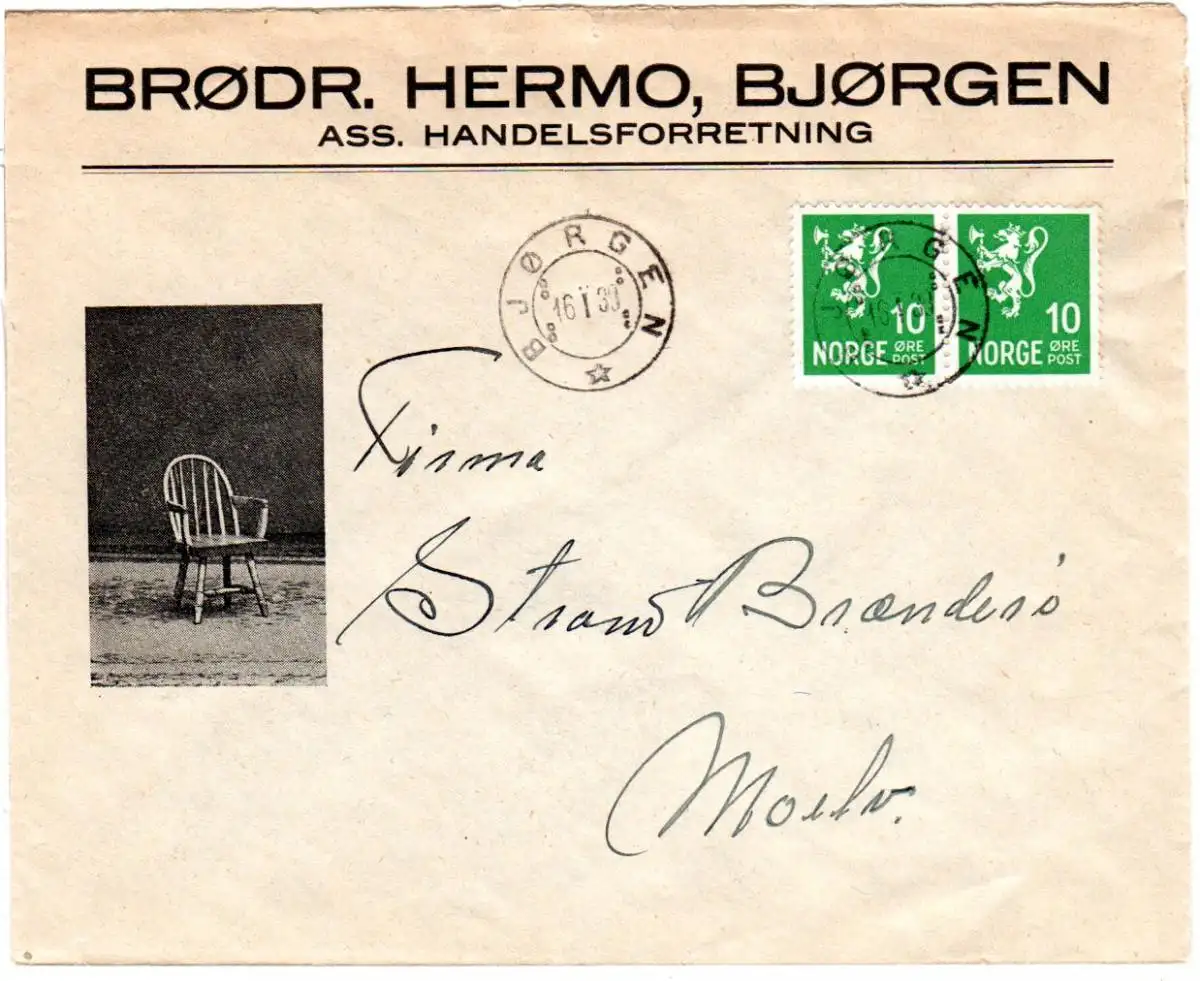 BRØDR. HERMO, BJØRGEN
ASS. HANDELSFORRETNING
BJØRGEN
16 I 39
10
ØRE
NORGE POST
10
ØRE
NORGE POST
Firma
Strand Brænderi
Moelv.